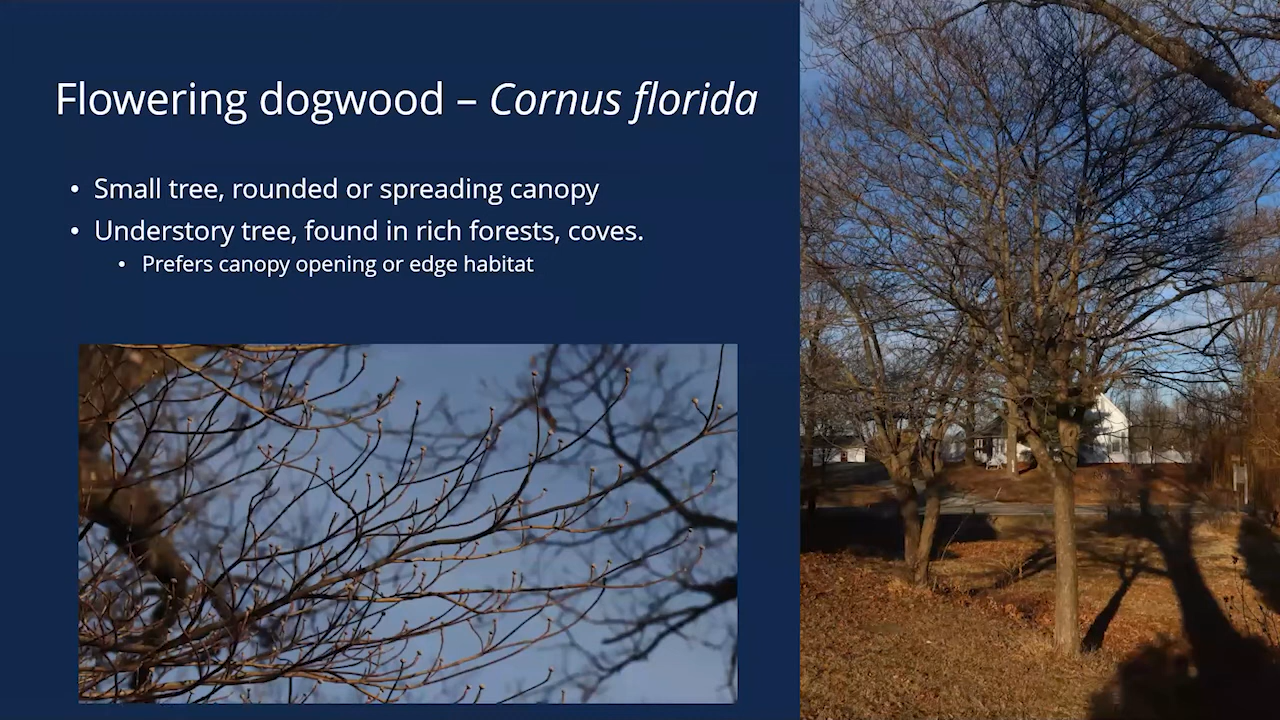 Flowering dogwood – Cornus florida
• Small tree, rounded or spreading canopy
• Understory tree, found in rich forests, coves.
• Prefers canopy opening or edge habitat